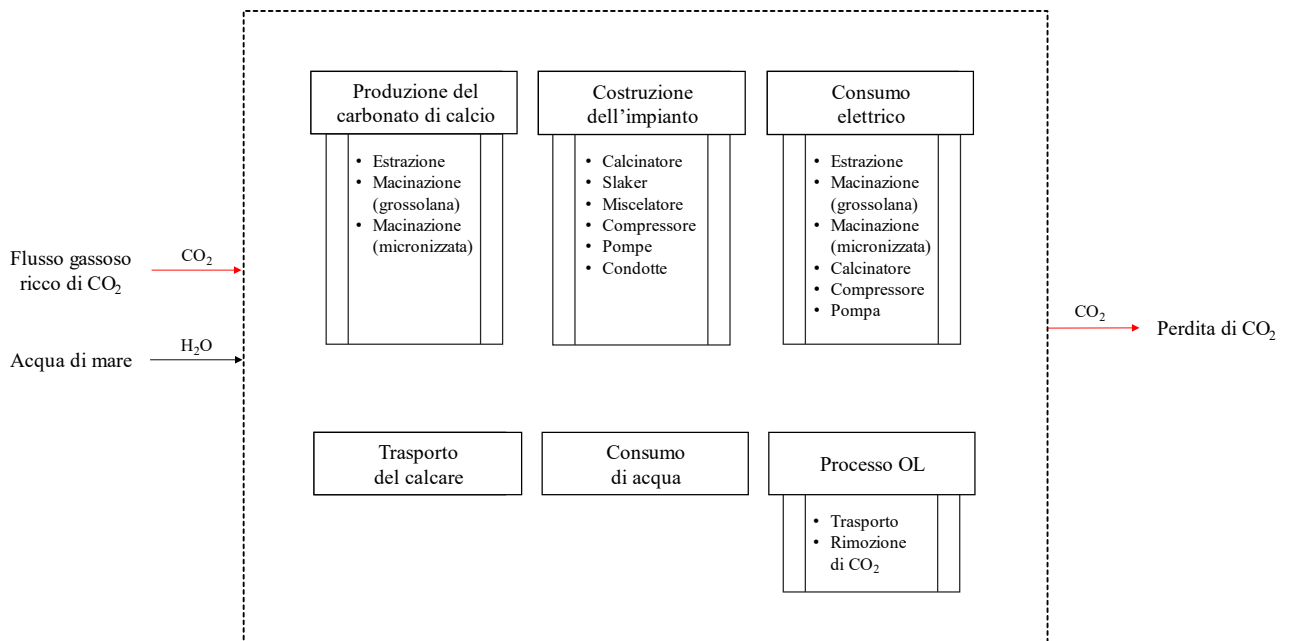 Produzione del
carbonato di calcio
• Estrazione
• Macinazione
(grossolana)
• Macinazione
(micronizzata)
Costruzione
dell’impianto
• Calcinatore
• Slaker
• Miscelatore
• Compressore
• Pompe
• Condotte
Consumo
elettrico
• Estrazione
• Macinazione
(grossolana)
• Macinazione
(micronizzata)
• Calcinatore
• Compressore
• Pompa
Flusso gassoso
ricco di CO₂
CO₂
Acqua di mare
H₂O
CO₂
Perdita di CO₂
Trasporto
del calcare
Consumo
di acqua
Processo OL
• Trasporto
• Rimozione
di CO₂